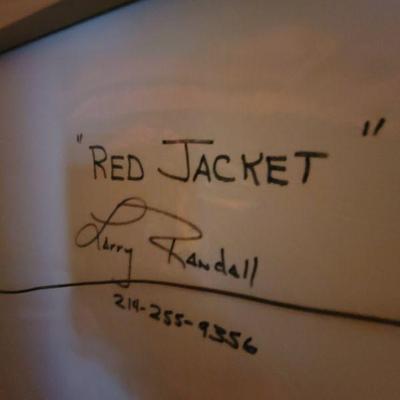 "RED JACKET"
Larry Randall
214-255-9356